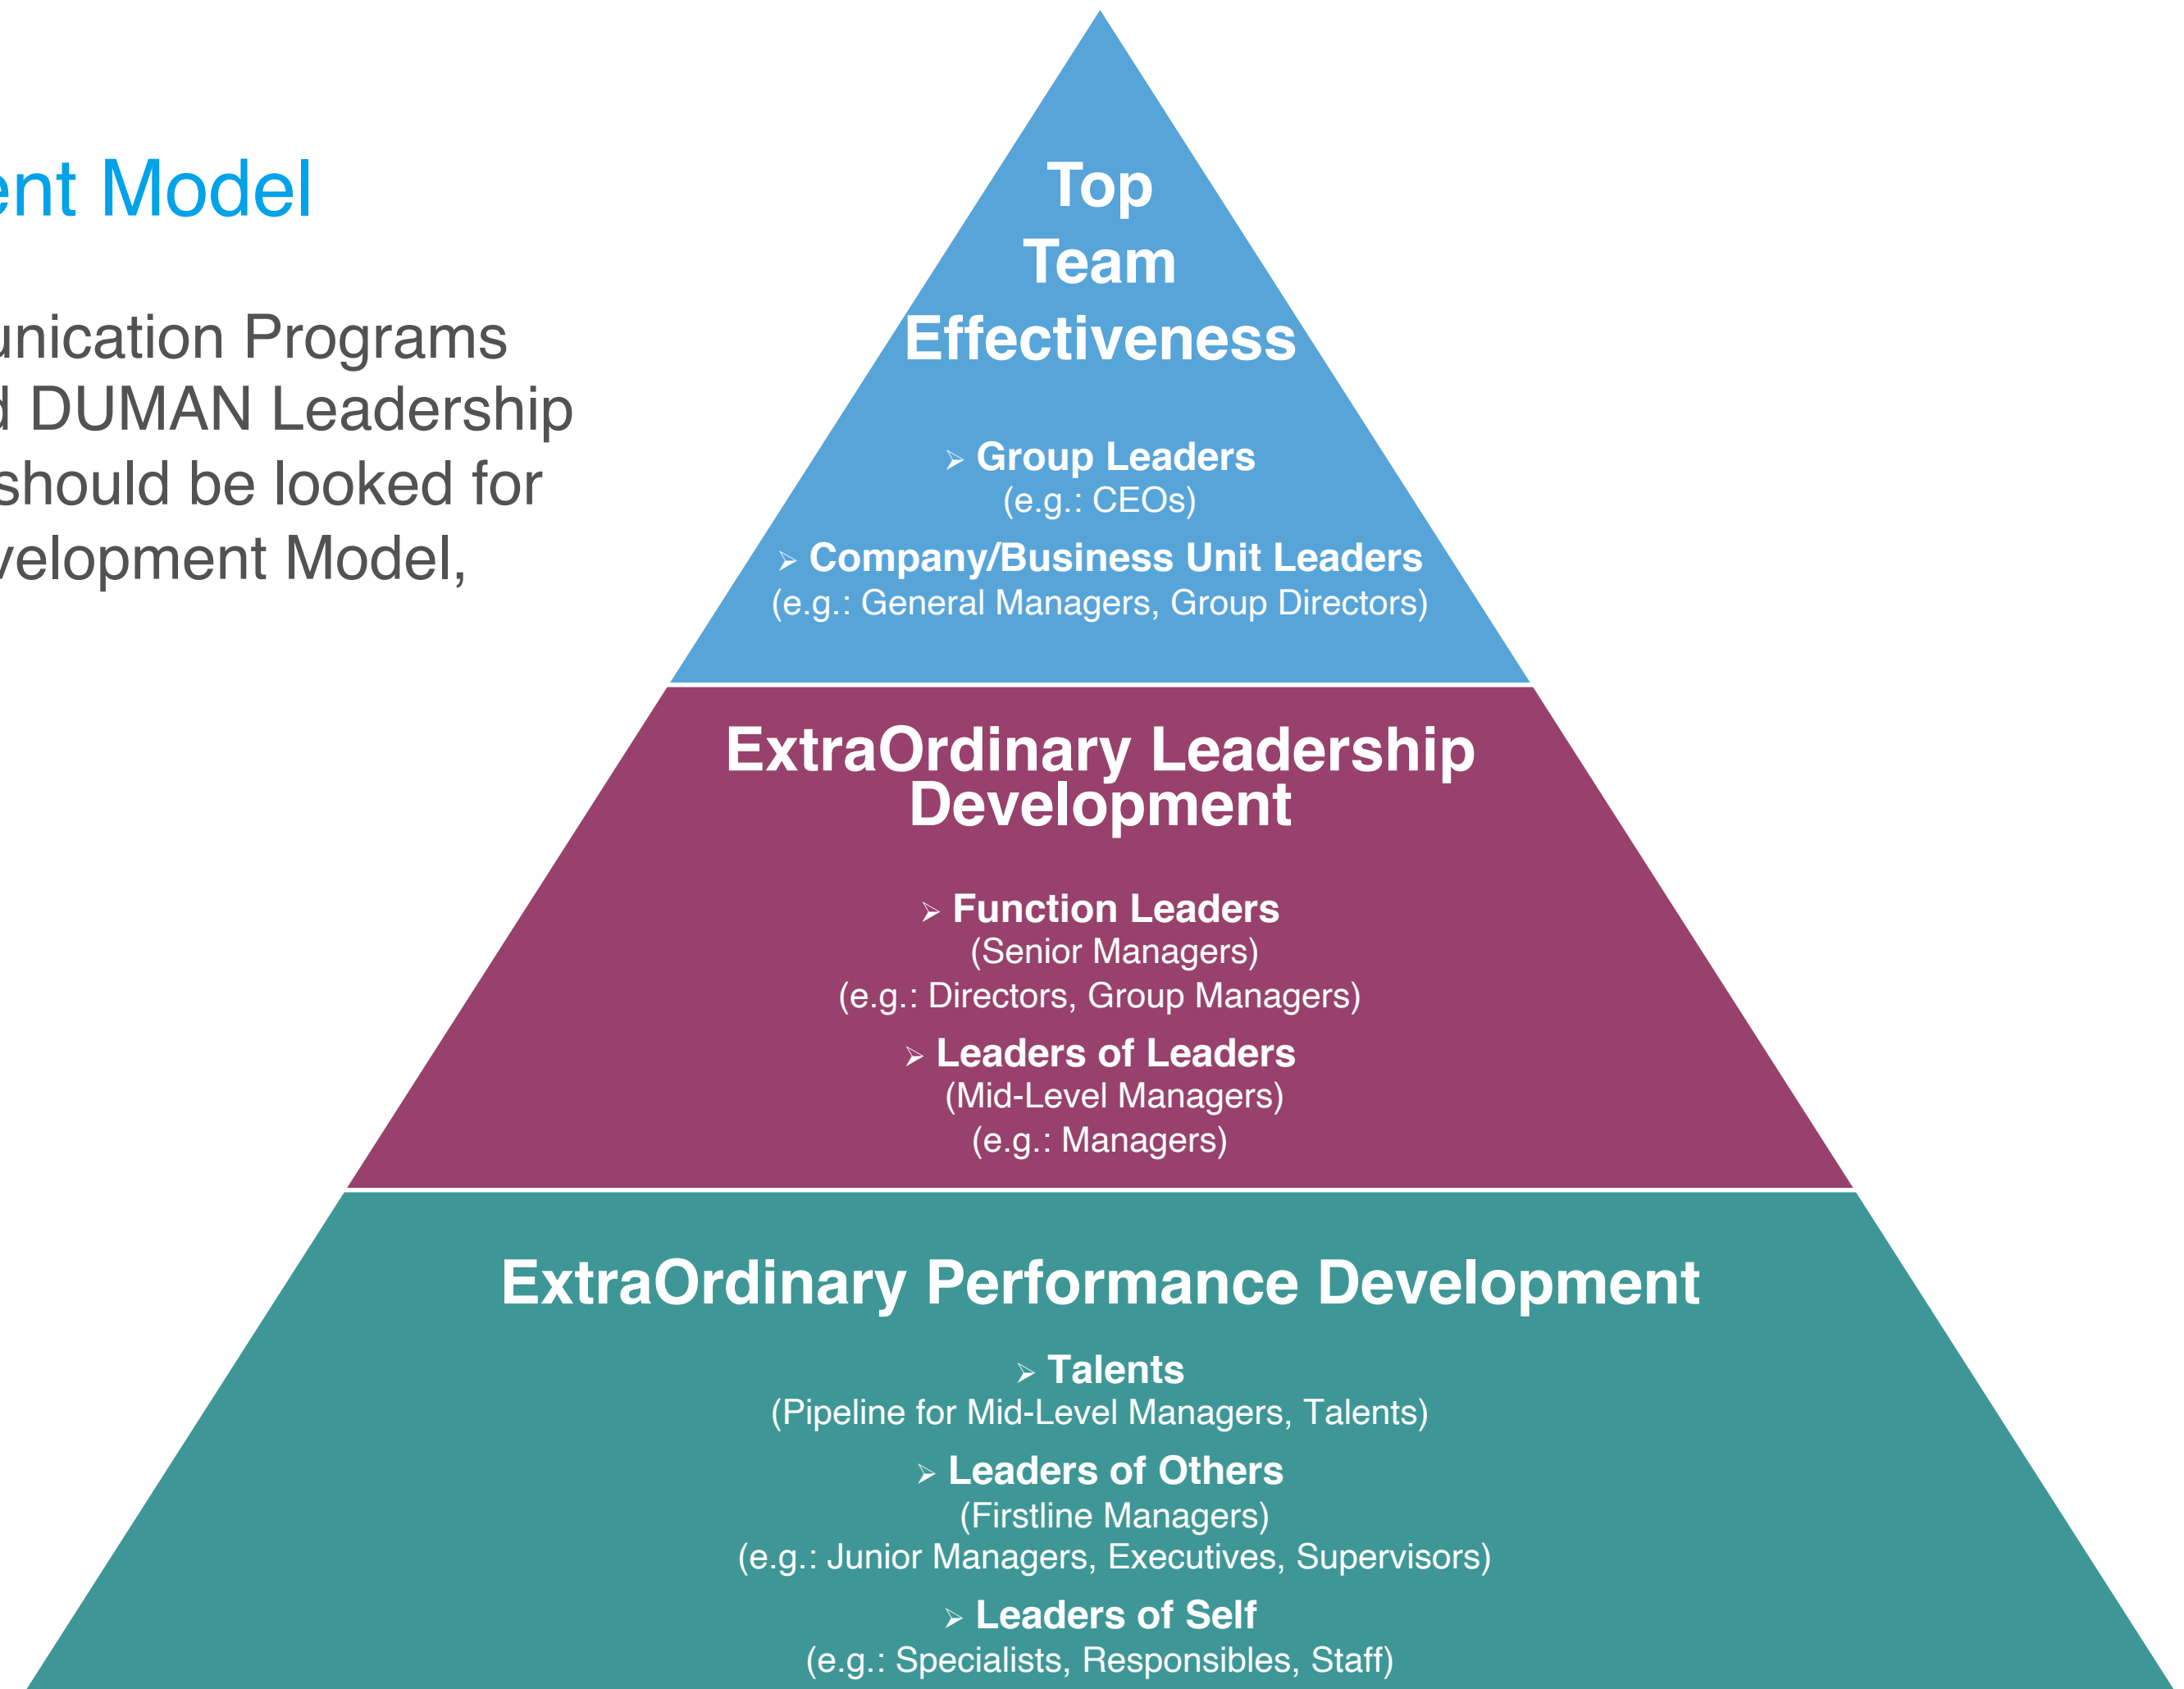 ent Model
unication Programs
d DUMAN Leadership
should be looked for
velopment Model,
Top
Team
Effectiveness
➢ Group Leaders
(e.g.: CEOs)
➢ Company/Business Unit Leaders
(e.g.: General Managers, Group Directors)
ExtraOrdinary Leadership
Development
➢ Function Leaders
(Senior Managers)
(e.g.: Directors, Group Managers)
➢ Leaders of Leaders
(Mid-Level Managers)
(e.g.: Managers)
ExtraOrdinary Performance Development
➢ Talents
(Pipeline for Mid-Level Managers, Talents)
➢ Leaders of Others
(Firstline Managers)
(e.g.: Junior Managers, Executives, Supervisors)
➢ Leaders of Self
(e.g.: Specialists, Responsibles, Staff)